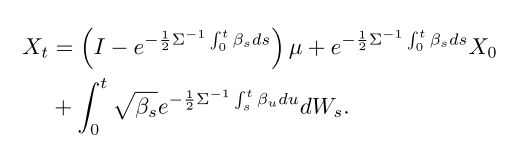 $X_t = \left( I - e^{-\frac{1}{2}\Sigma^{-1} \int_0^t \beta_s ds} \right) \mu + e^{-\frac{1}{2}\Sigma^{-1} \int_0^t \beta_s ds} X_0$
$+ \int_0^t \sqrt{\beta_s} e^{-\frac{1}{2}\Sigma^{-1} \int_s^t \beta_u du} dW_s.$